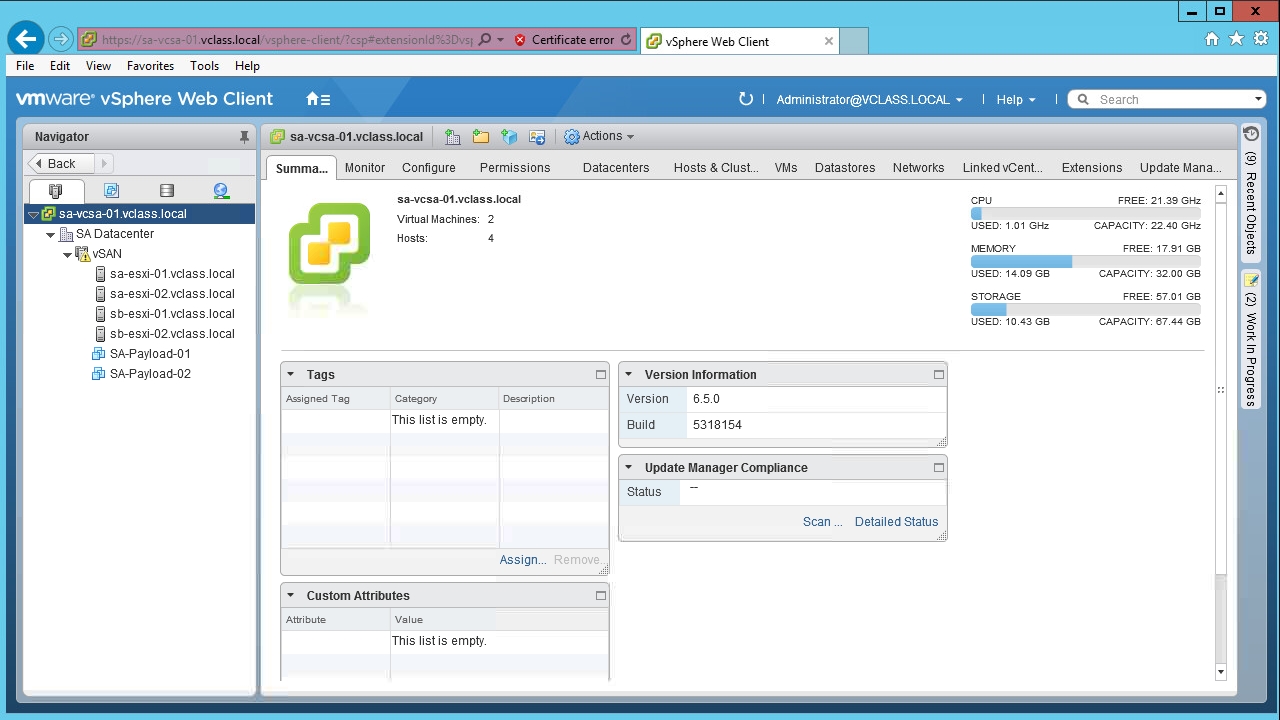 https://sa-vcsa-01.vclass.local/vsphere-client/?csp#extensionId%3Dvsp
Certificate error
vSphere Web Client
File Edit View Favorites Tools Help
vmware® vSphere Web Client
Administrator@VCLASS.LOCAL
Help
Search
Navigator
Back
sa-vcsa-01.vclass.local
SA Datacenter
vSAN
sa-esxi-01.vclass.local
sa-esxi-02.vclass.local
sb-esxi-01.vclass.local
sb-esxi-02.vclass.local
SA-Payload-01
SA-Payload-02
sa-vcsa-01.vclass.local
Actions
Summa... Monitor Configure Permissions Datacenters Hosts & Clust... VMs Datastores Networks Linked vCent... Extensions Update Mana...
sa-vcsa-01.vclass.local
Virtual Machines: 2
Hosts: 4
CPU FREE: 21.39 GHz
USED: 1.01 GHz CAPACITY: 22.40 GHz
MEMORY FREE: 17.91 GB
USED: 14.09 GB CAPACITY: 32.00 GB
STORAGE FREE: 57.01 GB
USED: 10.43 GB CAPACITY: 67.44 GB
Tags
Assigned Tag Category Description
This list is empty.
Assign... Remove...
Custom Attributes
Attribute Value
This list is empty.
Version Information
Version 6.5.0
Build 5318154
Update Manager Compliance
Status --
Scan ... Detailed Status
(9) Recent Objects
(2) Work In Progress